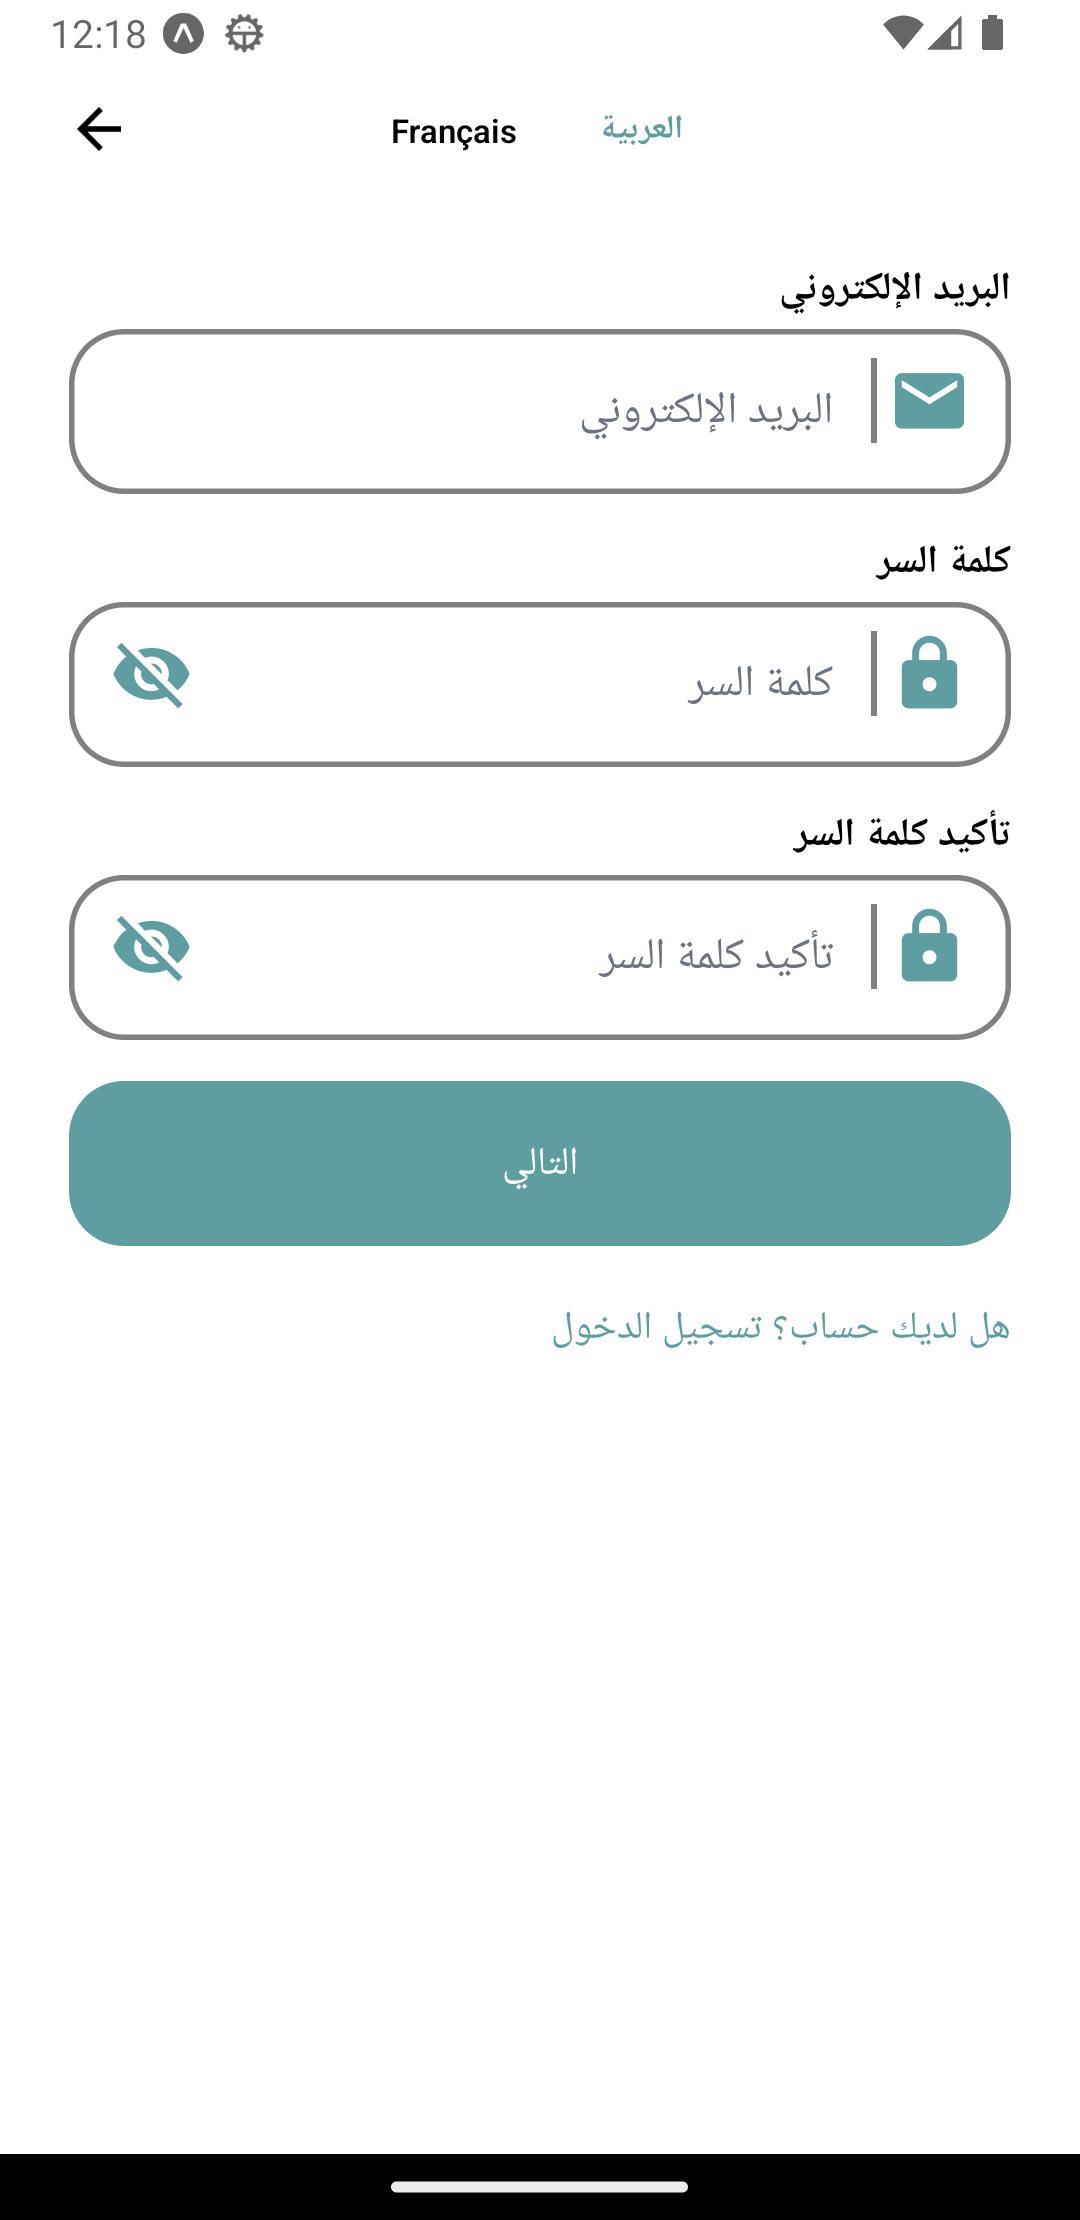 12:18
Français العربية
البريد الإلكتروني
البريد الإلكتروني
كلمة السر
كلمة السر
تأكيد كلمة السر
تأكيد كلمة السر
التالي
هل لديك حساب؟ تسجيل الدخول